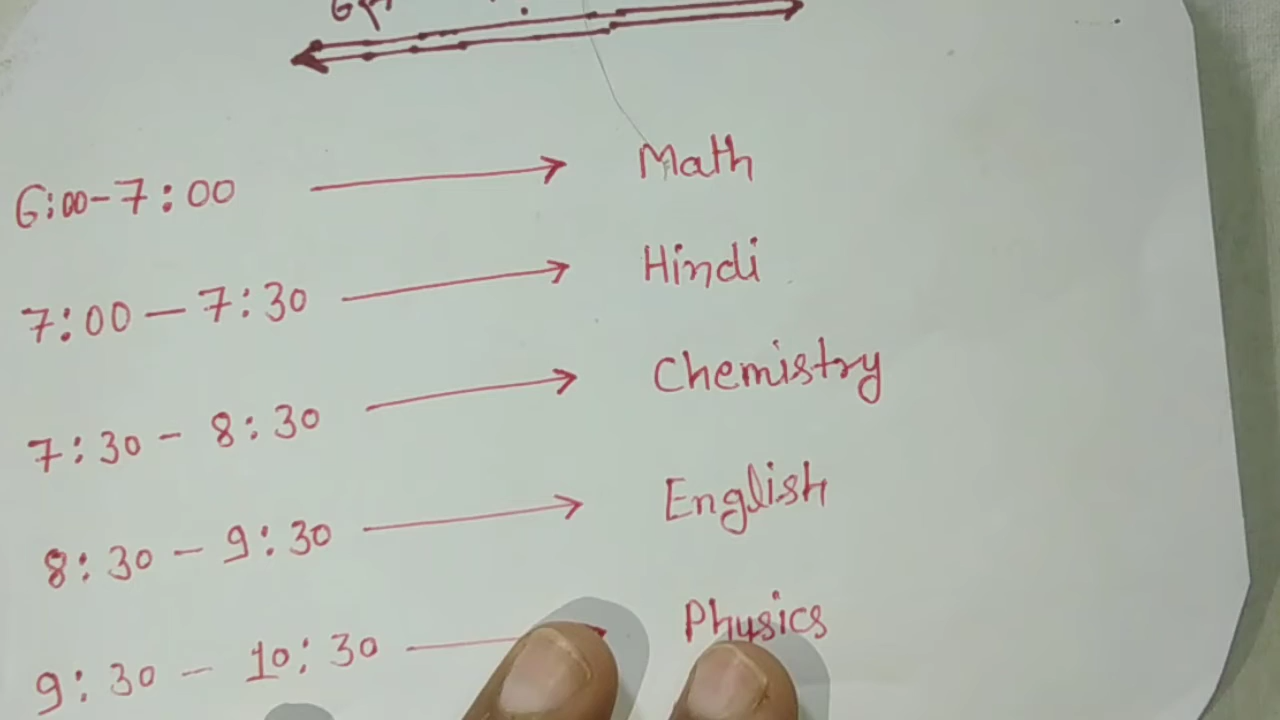 6:00-7:00 → Math
7:00 - 7:30 → Hindi
7:30 - 8:30 → Chemistry
8:30 - 9:30 → English
9:30 - 10:30 → Physics